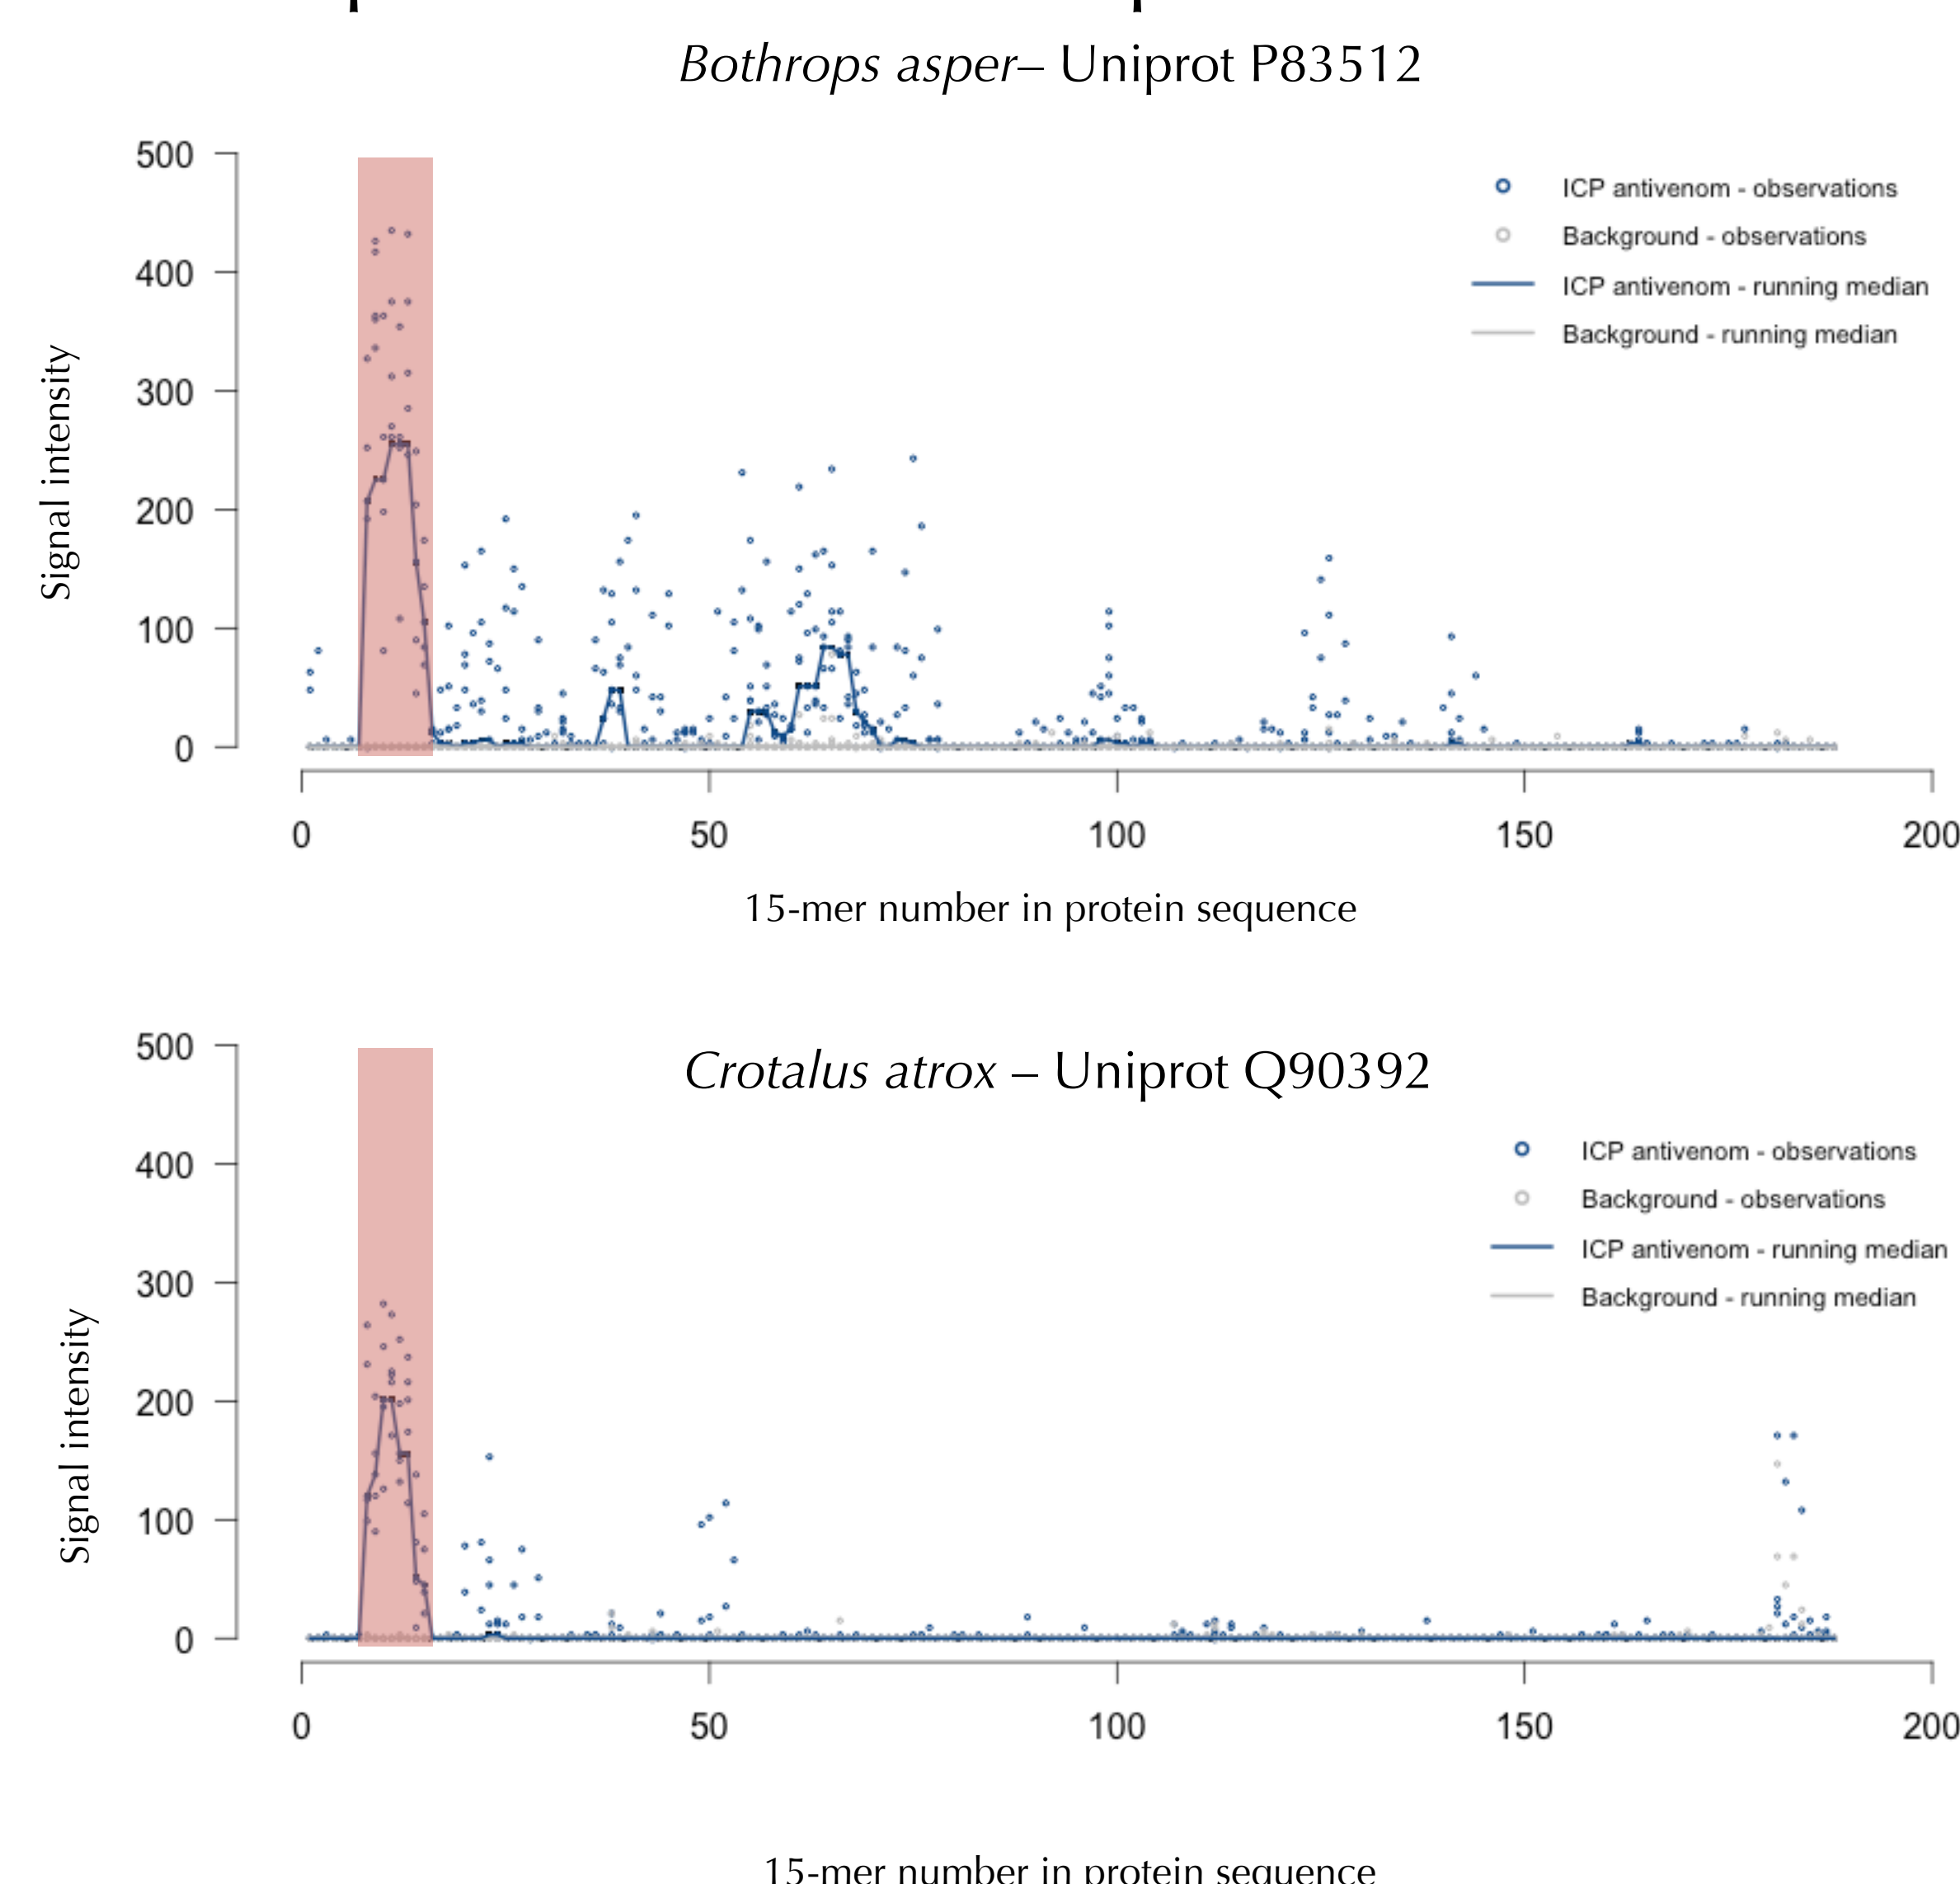 Bothrops asper– Uniprot P83512
500
400
300
200
100
0
Signal intensity
ICP antivenom - observations
Background - observations
ICP antivenom - running median
Background - running median
0 50 100 150 200
15-mer number in protein sequence
Crotalus atrox – Uniprot Q90392
500
400
300
200
100
0
Signal intensity
ICP antivenom - observations
Background - observations
ICP antivenom - running median
Background - running median
0 50 100 150 200
15-mer number in protein sequence